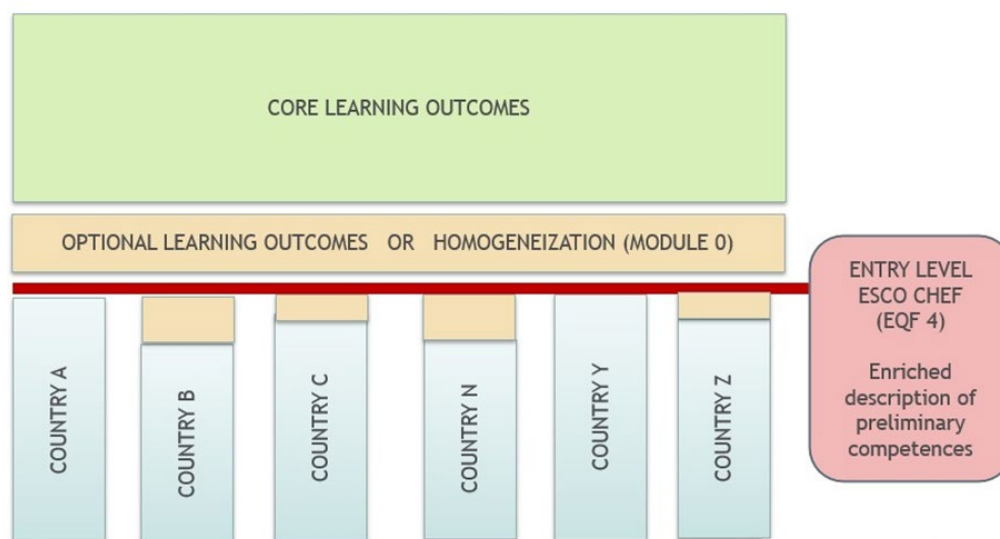 CORE LEARNING OUTCOMES
OPTIONAL LEARNING OUTCOMES OR HOMOGENEIZATION (MODULE 0)
ENTRY LEVEL
ESCO CHEF
(EQF 4)
Enriched
description of
preliminary
competences
COUNTRY A
COUNTRY B
COUNTRY C
COUNTRY N
COUNTRY Y
COUNTRY Z